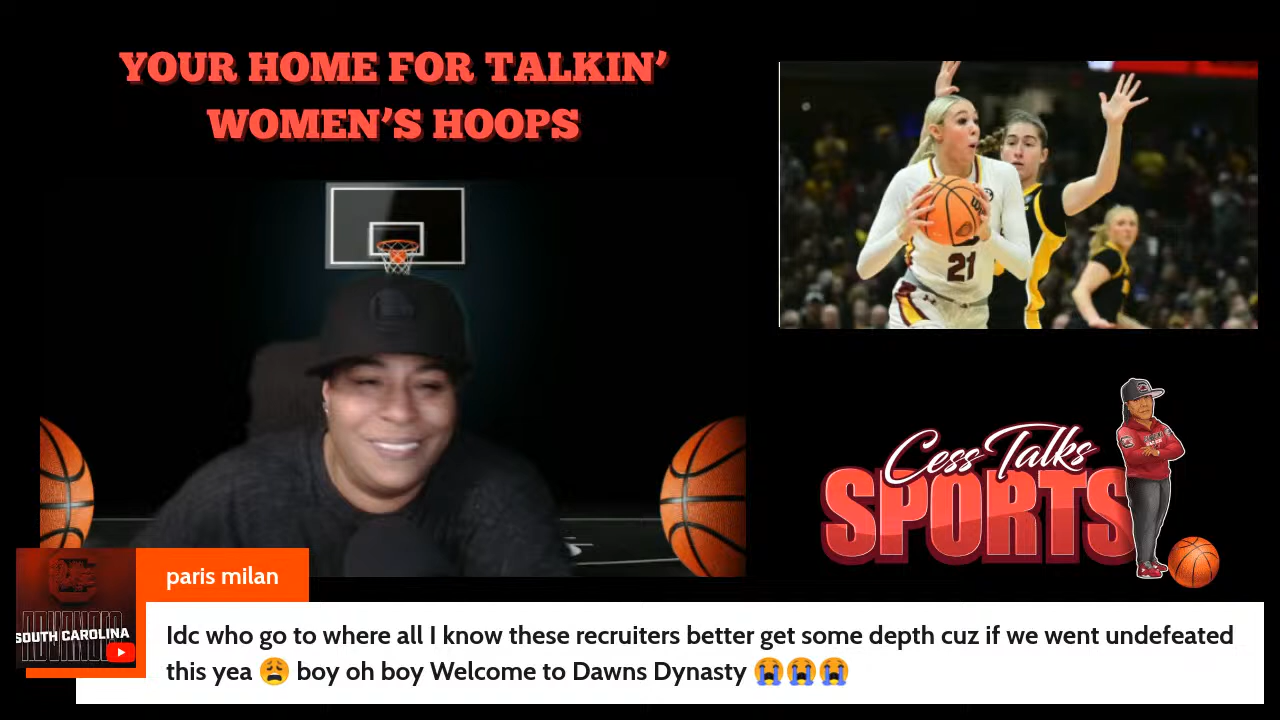 YOUR HOME FOR TALKIN’
WOMEN’S HOOPS
21
Cess Talks
SPORTS
SOUTH CAROLINA
paris milan
Idc who go to where all I know these recruiters better get some depth cuz if we went undefeated
this yea 😩 boy oh boy Welcome to Dawns Dynasty 😭😭😭